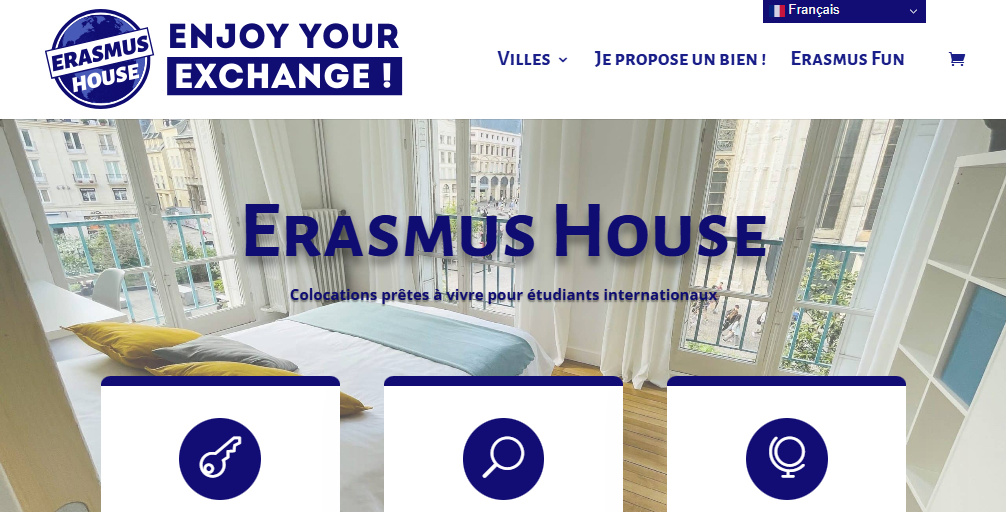 Français
ERASMUS
HOUSE
ENJOY YOUR
EXCHANGE !
Villes
Je propose un bien !
Erasmus Fun
Erasmus House
Colocations prêtes à vivre pour étudiants internationaux